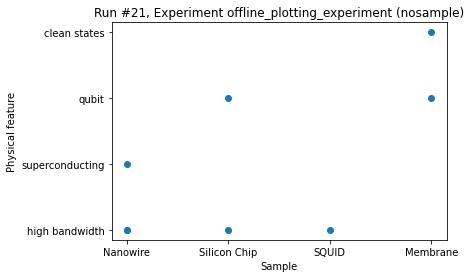 Run #21, Experiment offline_plotting_experiment (nosample)
clean states
qubit
superconducting
high bandwidth
Physical feature
Nanowire
Silicon Chip
SQUID
Membrane
Sample